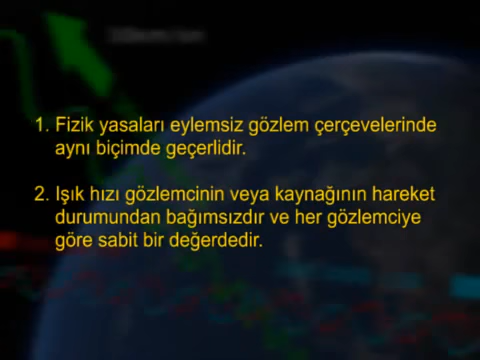 1. Fizik yasaları eylemsiz gözlem çerçevelerinde
aynı biçimde geçerlidir.
2. Işık hızı gözlemcinin veya kaynağının hareket
durumundan bağımsızdır ve her gözlemciye
göre sabit bir değerdedir.